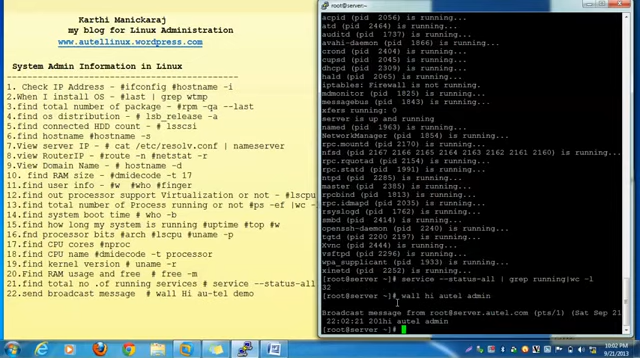 Karthi Manickaraj
my blog for Linux Administration
www.autellinux.wordpress.com
System Admin Information in Linux
----------------------------------------
1. Check IP Address - #ifconfig #hostname -i
2.When I install OS - #last | grep wtmp
3.find total number of package - #rpm -qa --last
4.find os distribution - # lsb_release -a
5.find connected HDD count - # lsscsi
6.find hostname #hostname -s
7.View server IP - # cat /etc/resolv.conf | nameserver
8.View RouterIP - #route -n #netstat -r
9.View Domain Name - # hostname -d
10. find RAM size - #dmidecode -t 17
11.find user info - #w #who #finger
12.find out processor support Virtualization or not - #lscpu
13.find total number of Process running or not #ps -ef |wc -
14.find system boot time # who -b
15.find how long my system is running #uptime #top #w
16.find processor bits #arch #lscpu #uname -p
17.find CPU cores #nproc
18.find CPU name #dmidecode -t processor
19.find kernel version # uname -r
20.Find RAM usage and free # free -m
21.find total no .of running services # service --status-a
22.send broadcast message # wall Hi au-tel demo
root@server:~
acpid (pid 2056) is running...
atd (pid 2464) is running...
auditd (pid 1737) is running...
avahi-daemon (pid 1866) is running...
crond (pid 2404) is running...
cupsd (pid 2045) is running...
dhcpd (pid 2309) is running...
hald (pid 2065) is running...
iptables: Firewall is not running.
mdmonitor (pid 1825) is running...
messagebus (pid 1843) is running...
xfers running: 0
server is up and running
named (pid 1963) is running...
NetworkManager (pid 1854) is running...
rpc.mountd (pid 2170) is running...
nfsd (pid 2167 2166 2165 2164 2163 2162 2161 2160) is running...
rpc.rquotad (pid 2154) is running...
rpc.statd (pid 1991) is running...
ntpd (pid 2326) is running...
master (pid 2385) is running...
rpcbind (pid 1813) is running...
rpc.idmapd (pid 2035) is running...
rsyslogd (pid 1762) is running...
smbd (pid 2414) is running...
openssh-daemon (pid 2240) is running...
tgtd (pid 2200 2197) is running...
Xvnc (pid 2444) is running...
vsftpd (pid 2296) is running...
wpa_supplicant (pid 1933) is running...
xinetd (pid 2252) is running...
[root@server ~]# service --status-all | grep running|wc -l
32
[root@server ~]# wall hi autel admin
Broadcast message from root@server.autel.com (pts/1) (Sat Sep 21
22:02:21 201hi autel admin
[root@server ~]#
10:02 PM
9/21/20